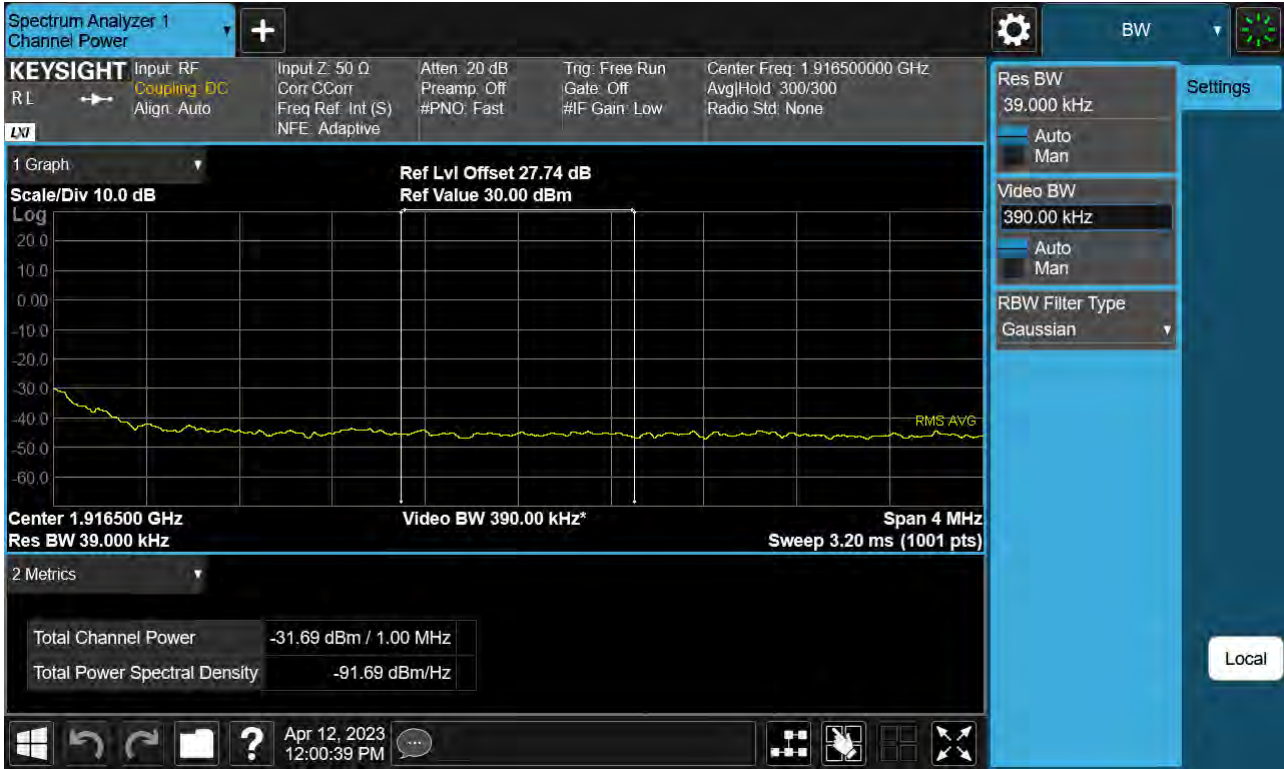 Spectrum Analyzer 1
Channel Power
BW
KEYSIGHT
R L
LXI
Input: RF
Coupling: DC
Align: Auto
Input Z: 50 Ω
Corr CCorr
Freq Ref: Int (S)
NFE: Adaptive
Atten: 20 dB
Preamp: Off
#PNO: Fast
Trig: Free Run
Gate: Off
#IF Gain: Low
Center Freq: 1.916500000 GHz
Avg|Hold: 300/300
Radio Std: None
1 Graph
Scale/Div 10.0 dB
Ref Lvl Offset 27.74 dB
Ref Value 30.00 dBm
Log
20.0
10.0
0.00
-10.0
-20.0
-30.0
-40.0
-50.0
-60.0
RMS AVG
Center 1.916500 GHz
Res BW 39.000 kHz
Video BW 390.00 kHz*
Span 4 MHz
Sweep 3.20 ms (1001 pts)
2 Metrics
Total Channel Power -31.69 dBm / 1.00 MHz
Total Power Spectral Density -91.69 dBm/Hz
Res BW
39.000 kHz
Auto
Man
Video BW
390.00 kHz
Auto
Man
RBW Filter Type
Gaussian
Settings
Local
?
Apr 12, 2023
12:00:39 PM